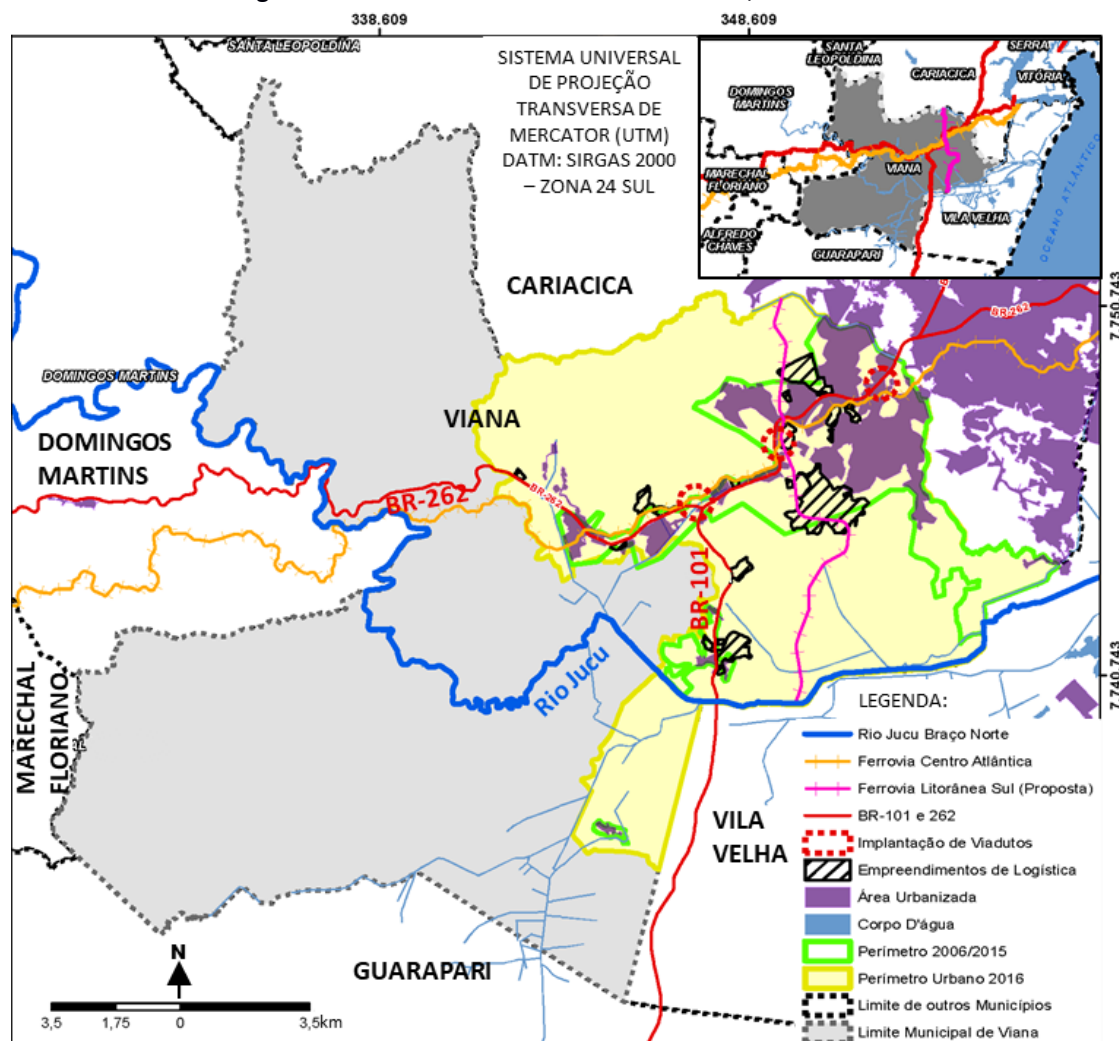 338.609
348.609
SANTA LEOPOLDINA
SISTEMA UNIVERSAL
DE PROJEÇÃO
TRANSVERSA DE
MERCATOR (UTM)
DATM: SIRGAS 2000
– ZONA 24 SUL
SANTA
LEOPOLDINA
SERRA
CARIACICA
VITÓRIA
DOMINGOS
MARTINS
MARECHAL
FLORIANO
VIANA
ALFREDO
CHAVES
VILA VELHA
GUARAPARI
OCEANO ATLÂNTICO
CARIACICA
BR-262
7.750.743
DOMINGOS MARTINS
VIANA
DOMINGOS
MARTINS
BR-262
BR-262
BR-101
Rio Jucu
7.740.743
MARECHAL
FLORIANO
VILA
VELHA
GUARAPARI
LEGENDA:
Rio Jucu Braço Norte
Ferrovia Centro Atlântica
Ferrovia Litorânea Sul (Proposta)
BR-101 e 262
Implantação de Viadutos
Empreendimentos de Logística
Área Urbanizada
Corpo D'água
Perímetro 2006/2015
Perímetro Urbano 2016
Limite de outros Municípios
Limite Municipal de Viana
N
3,5 1,75 0 3,5km